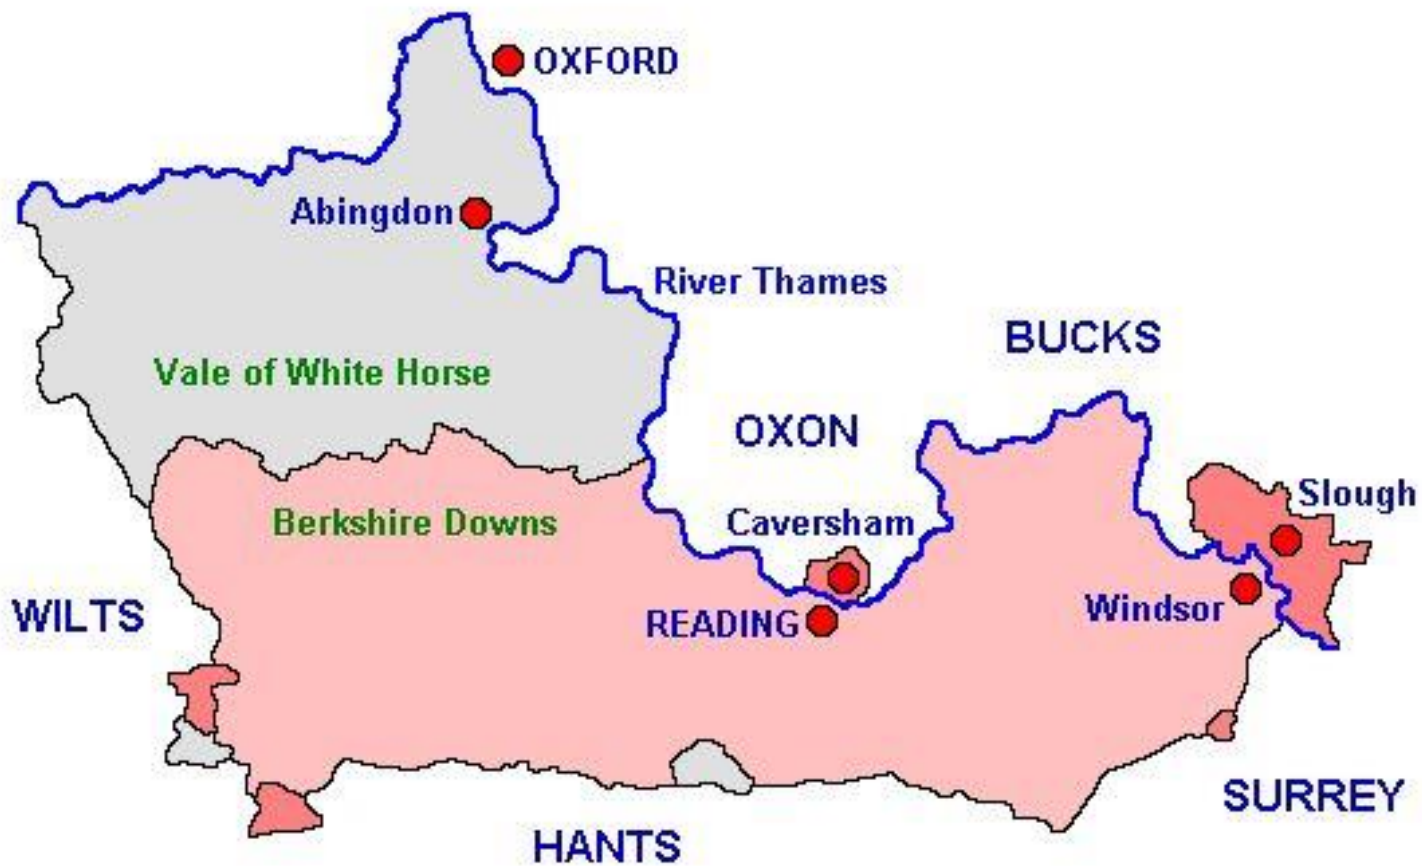 OXFORD
Abingdon
River Thames
BUCKS
Vale of White Horse
OXON
Slough
Berkshire Downs
Caversham
WILTS
Windsor
READING
SURREY
HANTS